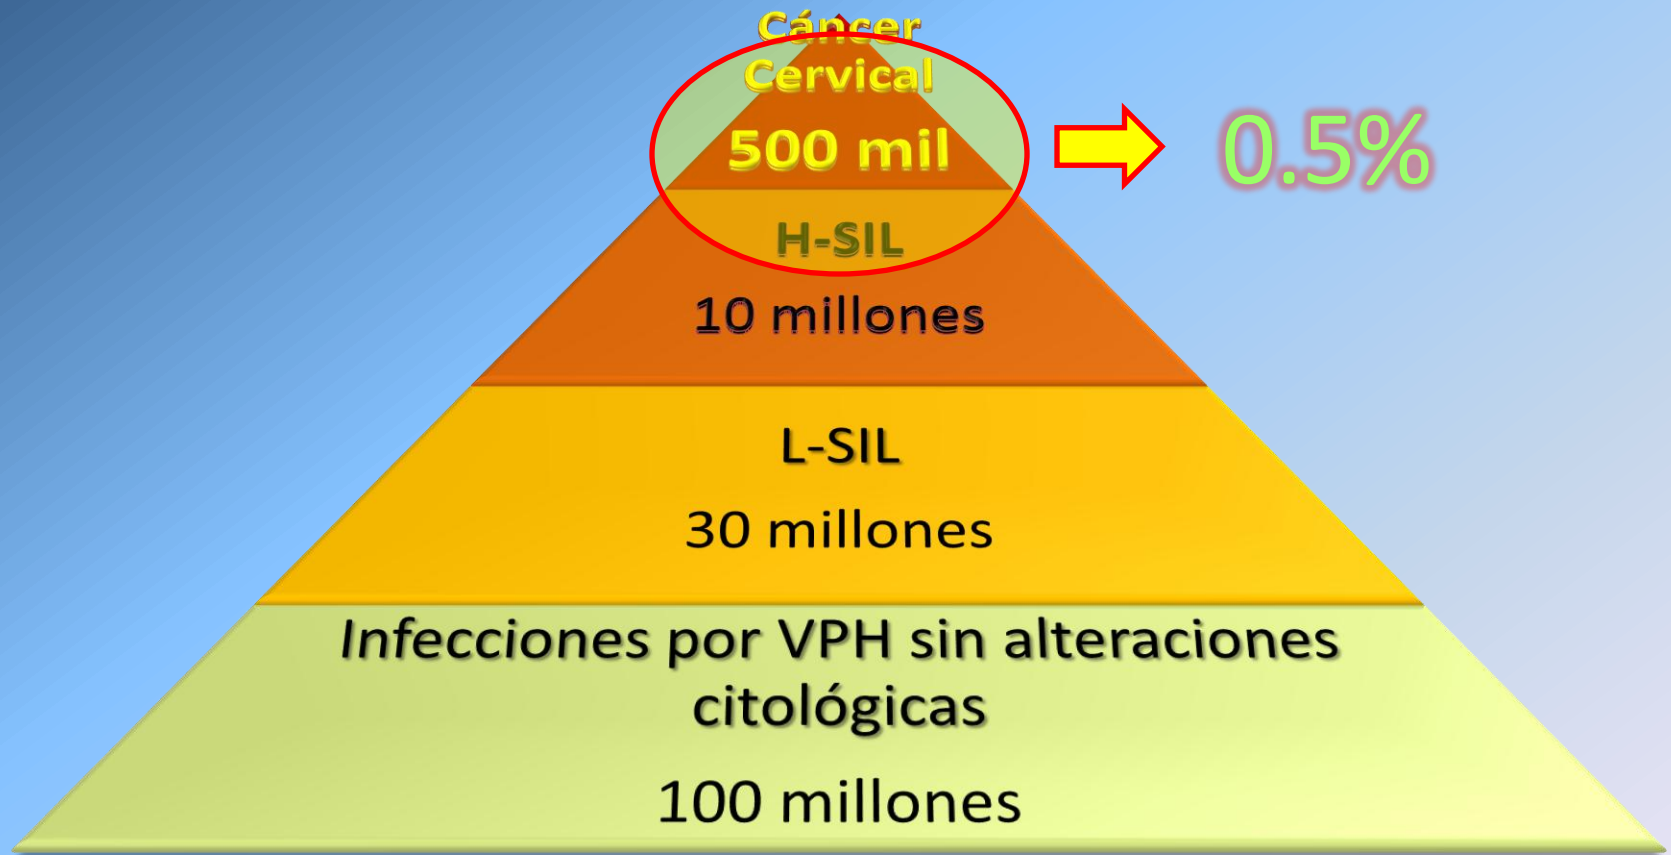 Cáncer
Cervical
500 mil
0.5%
H-SIL
10 millones
L-SIL
30 millones
Infecciones por VPH sin alteraciones
citológicas
100 millones